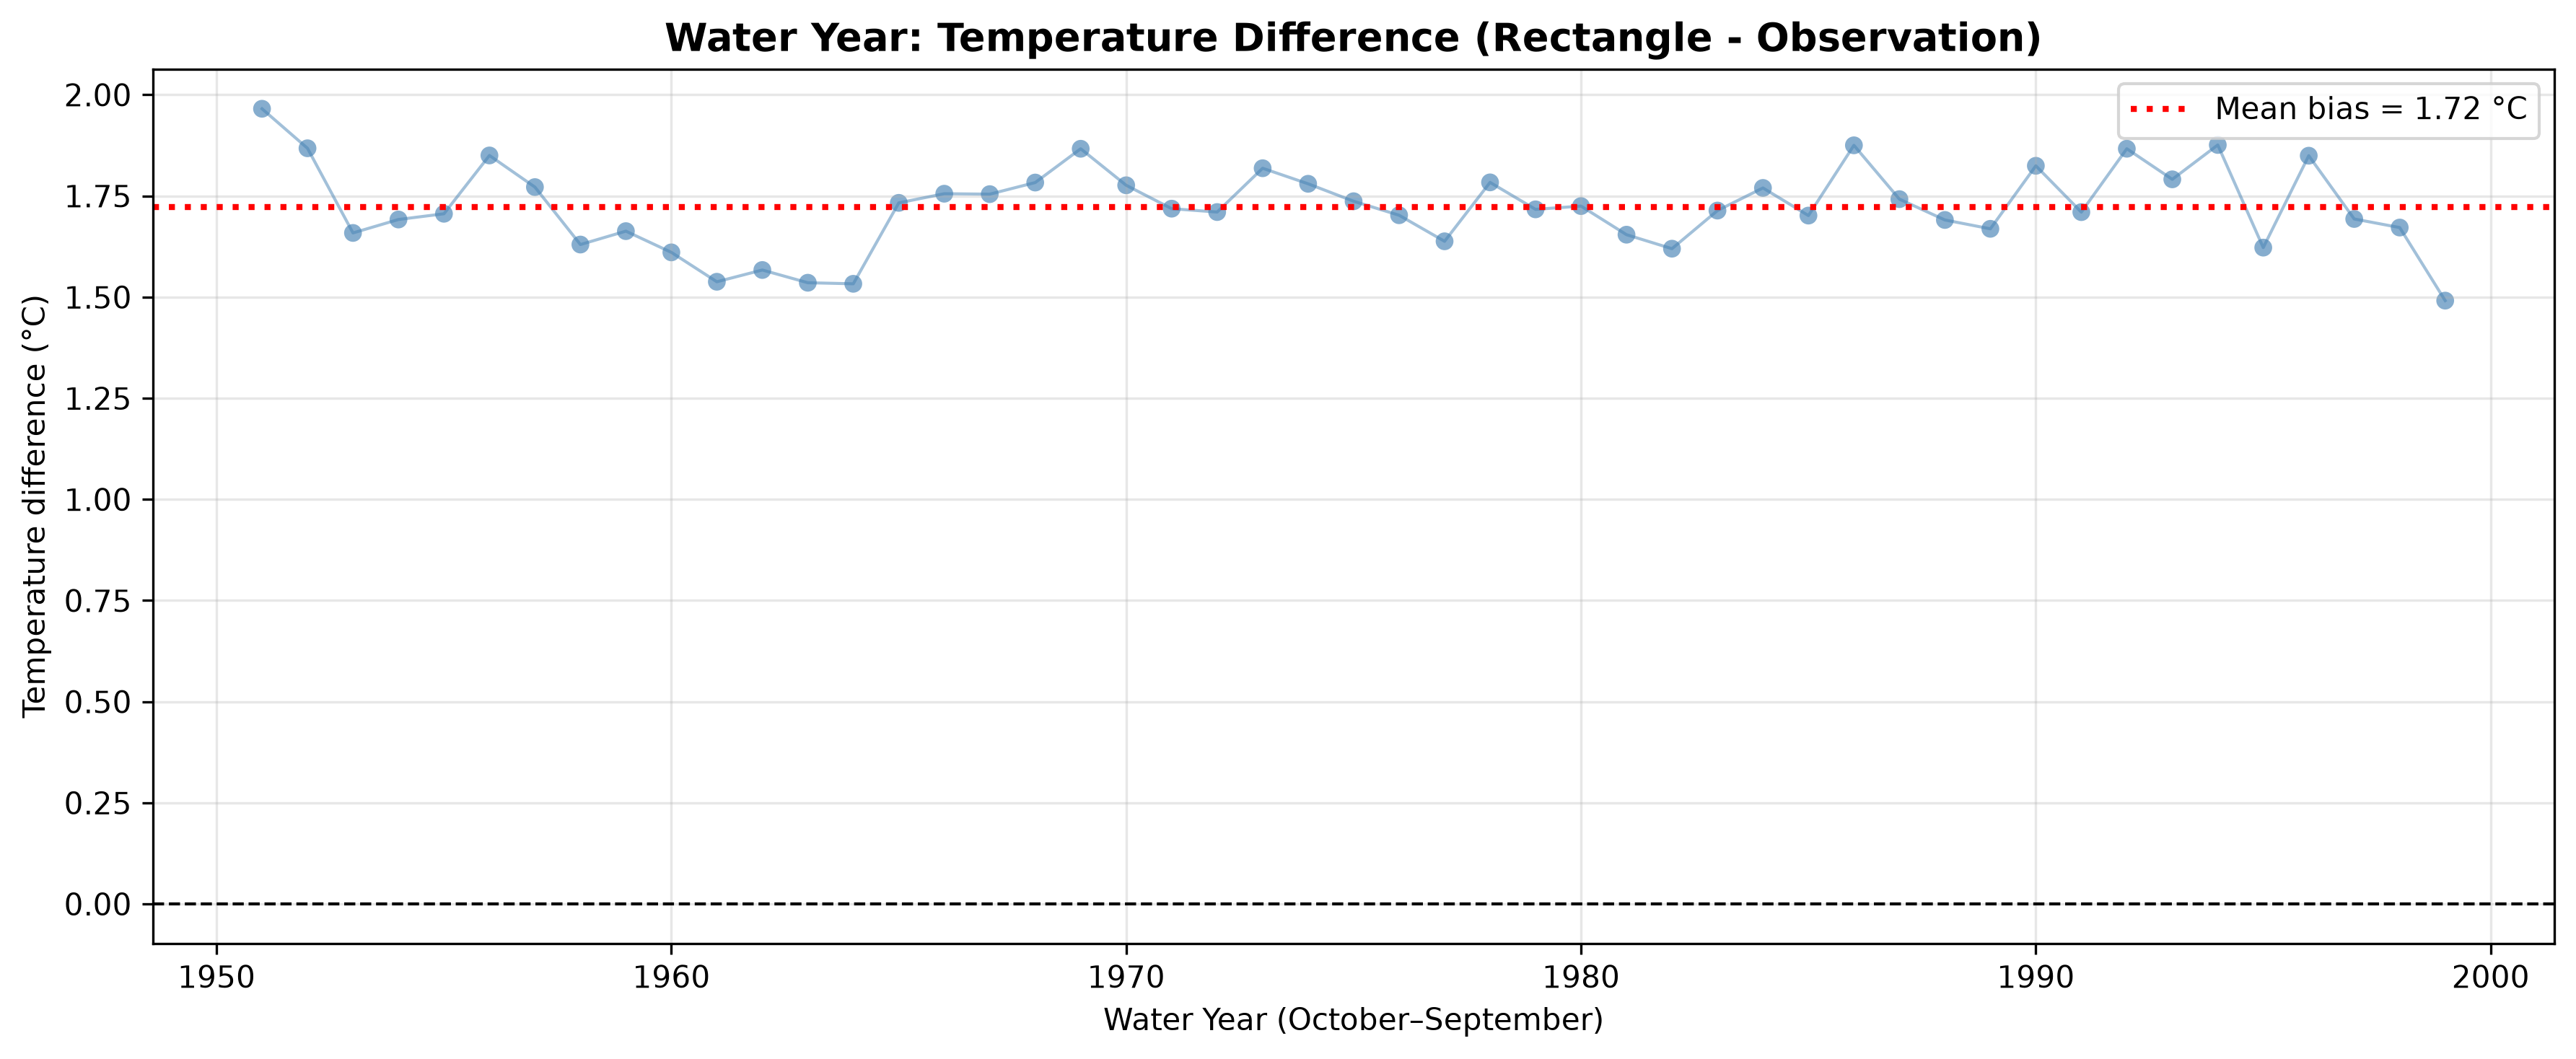 Water Year: Temperature Difference (Rectangle - Observation)
Mean bias = 1.72 °C
Temperature difference (°C)
2.00
1.75
1.50
1.25
1.00
0.75
0.50
0.25
0.00
1950 1960 1970 1980 1990 2000
Water Year (October–September)